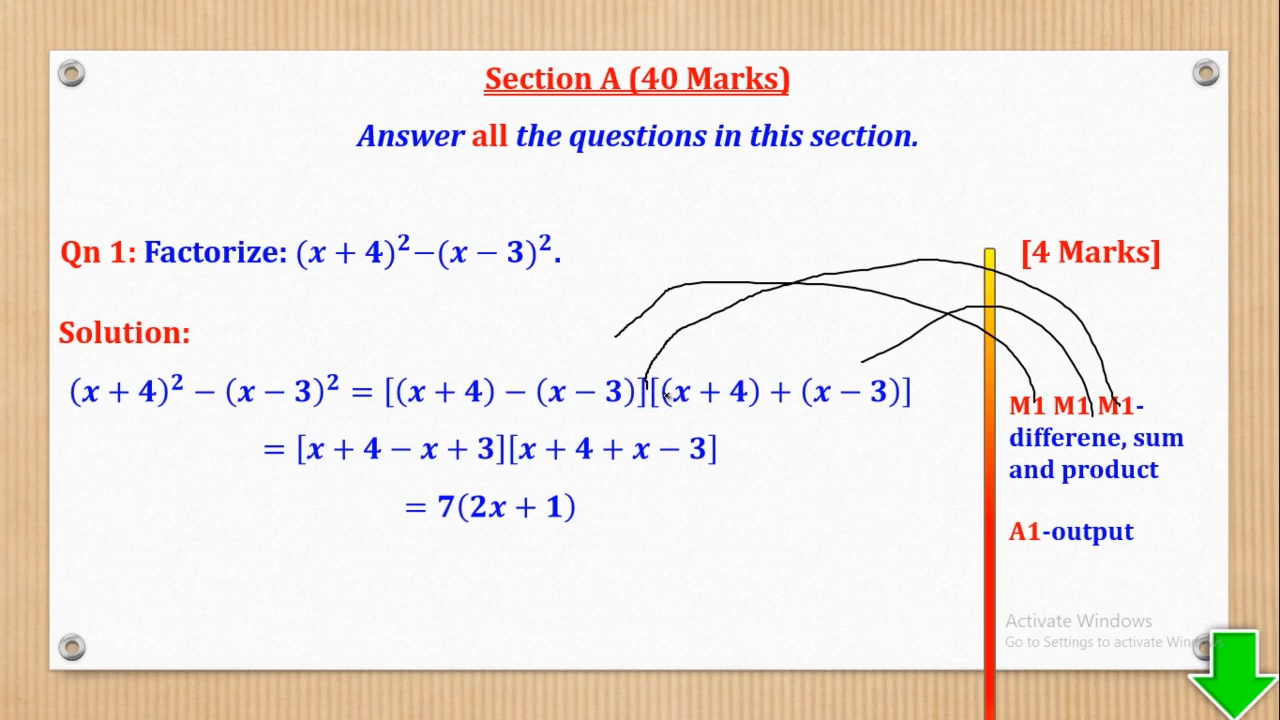 Section A (40 Marks)
Answer all the questions in this section.
Qn 1: Factorize: (x + 4)²−(x − 3)². [4 Marks]
Solution:
(x + 4)² − (x − 3)² = [(x + 4) − (x − 3)][(x + 4) + (x − 3)]
M1 M1 M1-
differene, sum
= [x + 4 − x + 3][x + 4 + x − 3]
and product
= 7(2x + 1)
A1-output
Activate Windows
Go to Settings to activate Windows